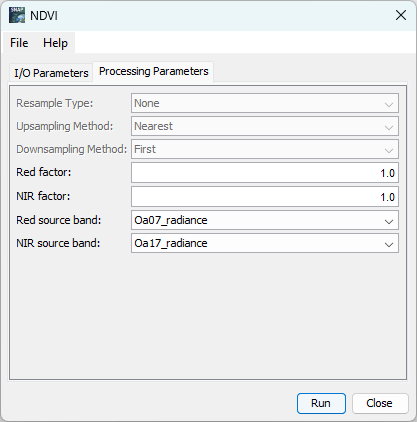 SNAP NDVI
File Help
I/O Parameters Processing Parameters
Resample Type: None
Upsampling Method: Nearest
Downsampling Method: First
Red factor: 1.0
NIR factor: 1.0
Red source band: Oa07_radiance
NIR source band: Oa17_radiance
Run Close